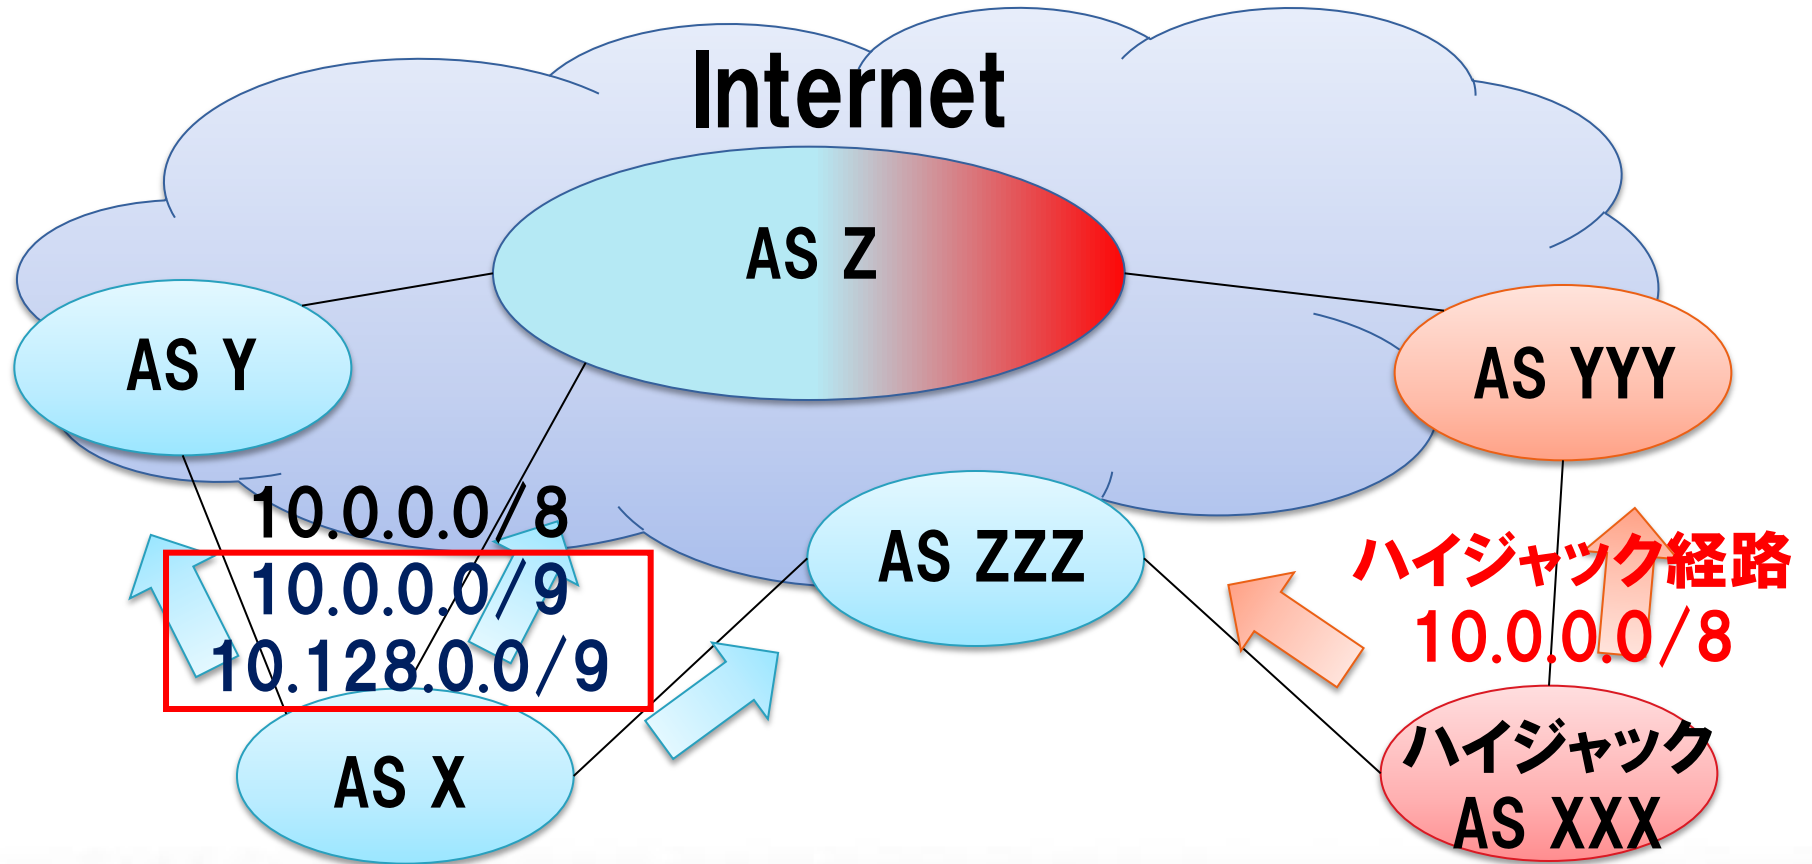 Internet
AS Z
AS Y
AS YYY
10.0.0.0/8
10.0.0.0/9
10.128.0.0/9
AS ZZZ
ハイジャック経路
10.0.0.0/8
AS X
ハイジャック
AS XXX